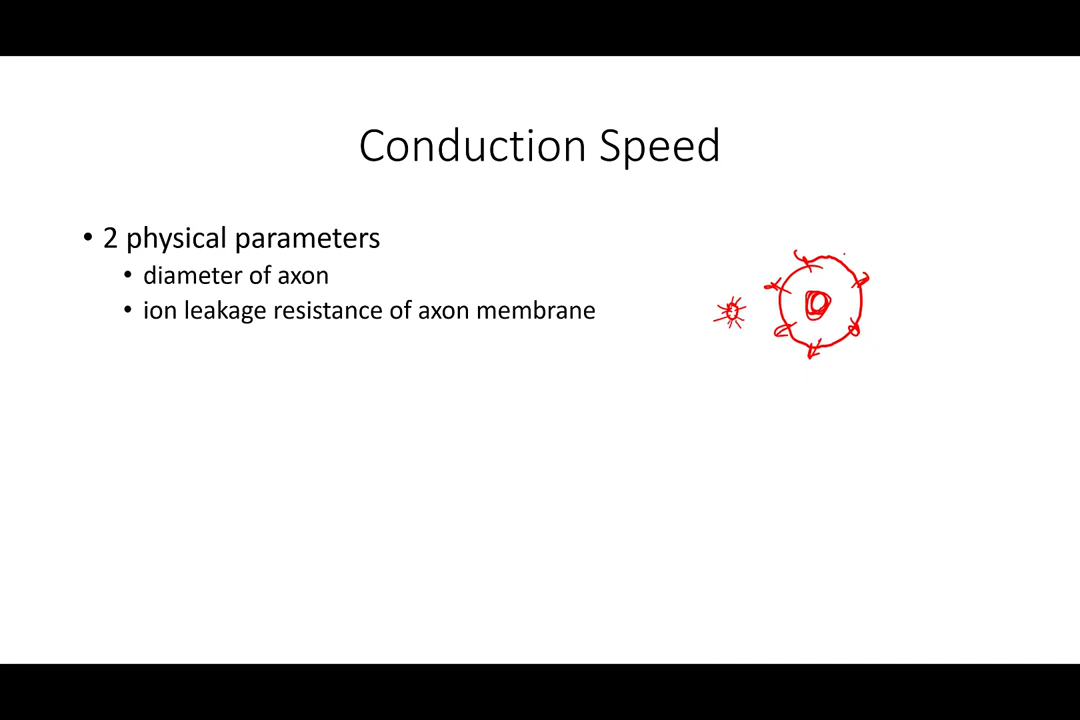 Conduction Speed
• 2 physical parameters
• diameter of axon
• ion leakage resistance of axon membrane